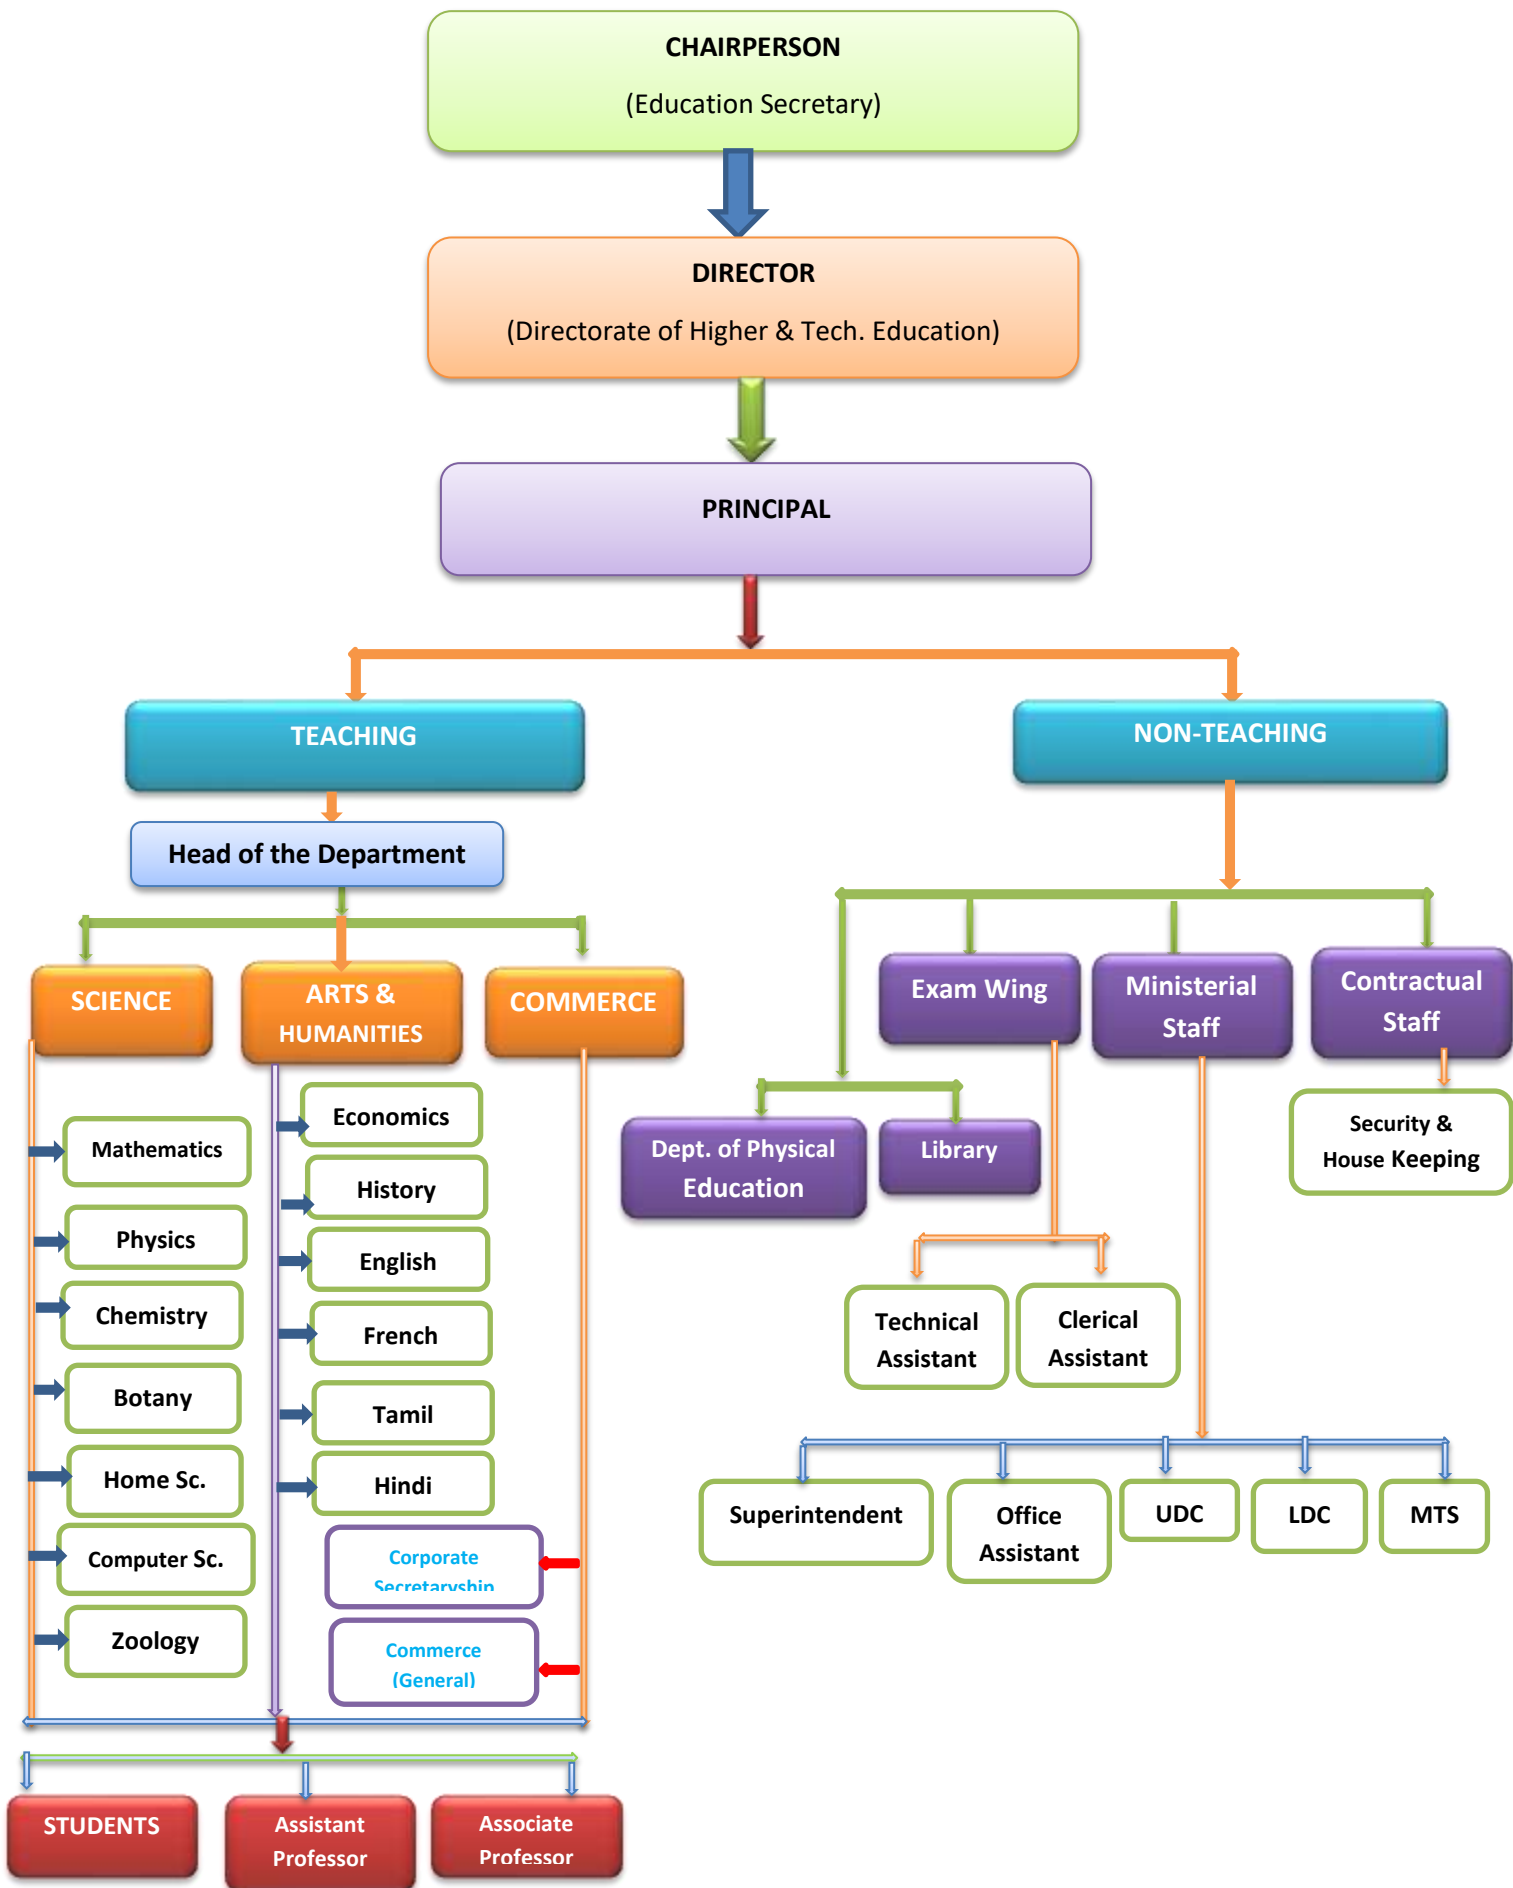 CHAIRPERSON
(Education Secretary)
DIRECTOR
(Directorate of Higher & Tech. Education)
PRINCIPAL
TEACHING
NON-TEACHING
Head of the Department
SCIENCE
ARTS &
HUMANITIES
COMMERCE
Mathematics
Physics
Chemistry
Botany
Home Sc.
Computer Sc.
Zoology
Economics
History
English
French
Tamil
Hindi
Corporate
Secretaryship
Commerce
(General)
STUDENTS
Assistant
Professor
Associate
Professor
Exam Wing
Ministerial
Staff
Contractual
Staff
Dept. of Physical
Education
Library
Security &
House Keeping
Technical
Assistant
Clerical
Assistant
Superintendent
Office
Assistant
UDC
LDC
MTS